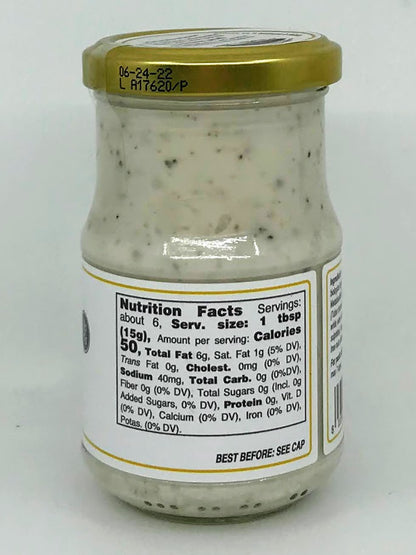 06-24-22
L A17620/P
Nutrition Facts Servings:
about 6, Serv. size: 1 tbsp
(15g), Amount per serving: Calories
50, Total Fat 6g, Sat. Fat 1g (5% DV),
Trans Fat 0g, Cholest. 0mg (0% DV),
Sodium 40mg, Total Carb. 0g (0%DV),
Fiber 0g (0% DV), Total Sugars 0g (Incl. 0g
Added Sugars, 0% DV), Protein 0g, Vit. D
(0% DV), Calcium (0% DV), Iron (0% DV),
Potas. (0% DV).
BEST BEFORE: SEE CAP